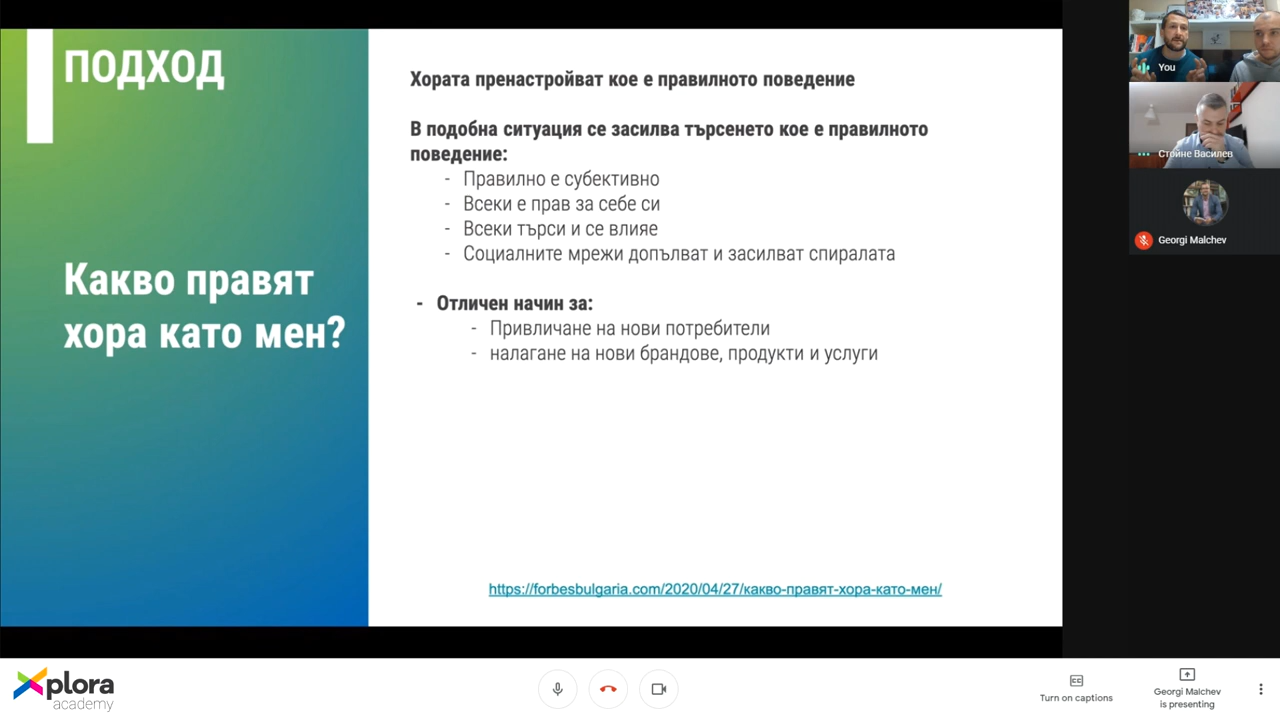 ПОДХОД
Какво правят
хора като мен?
Хората пренастройват кое е правилното поведение
В подобна ситуация се засилва търсенето кое е правилното
поведение:
- Правилно е субективно
- Всеки е прав за себе си
- Всеки търси и се влияе
- Социалните мрежи допълват и засилват спиралата
- Отличен начин за:
- Привличане на нови потребители
- налагане на нови брандове, продукти и услуги
https://forbesbulgaria.com/2020/04/27/какво-правят-хора-като-мен/
You
Стойне Василев
Georgi Malchev
Xplora
academy
Turn on captions
Georgi Malchev
is presenting